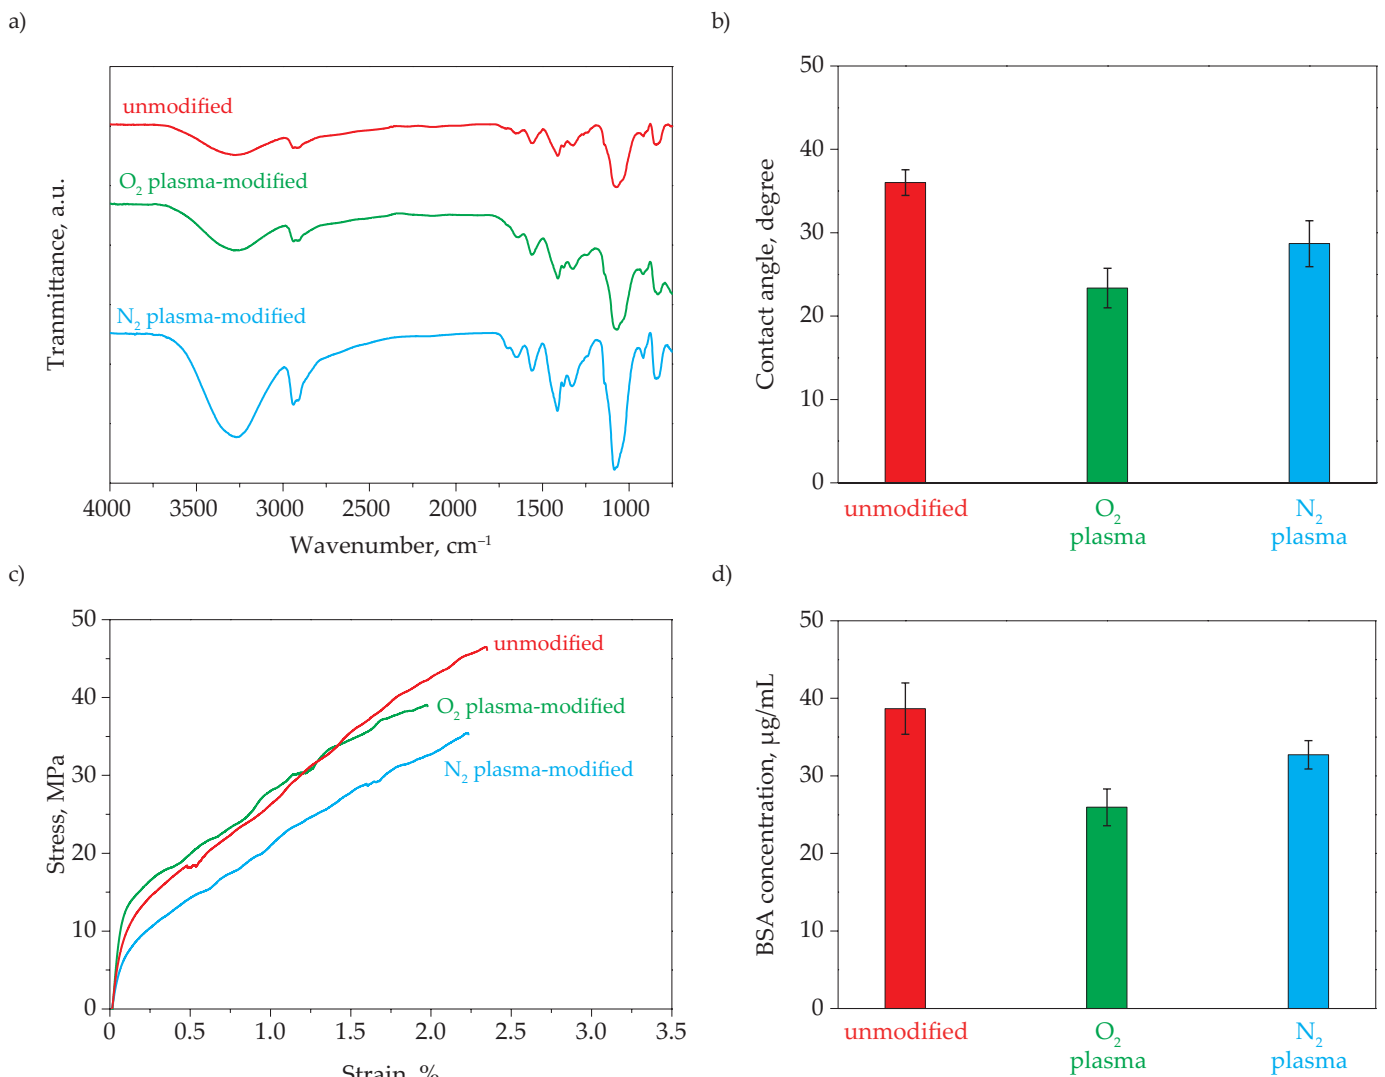 a)
Tranmittance, a.u.
unmodified
O₂ plasma-modified
N₂ plasma-modified
4000 3500 3000 2500 2000 1500 1000
Wavenumber, cm⁻¹
b)
Contact angle, degree
50
40
30
20
10
0
unmodified
O₂
plasma
N₂
plasma
c)
Stress, MPa
50
40
30
20
10
0
unmodified
O₂ plasma-modified
N₂ plasma-modified
0 0.5 1.0 1.5 2.0 2.5 3.0 3.5
Strain, %
d)
BSA concentration, µg/mL
50
40
30
20
10
0
unmodified
O₂
plasma
N₂
plasma